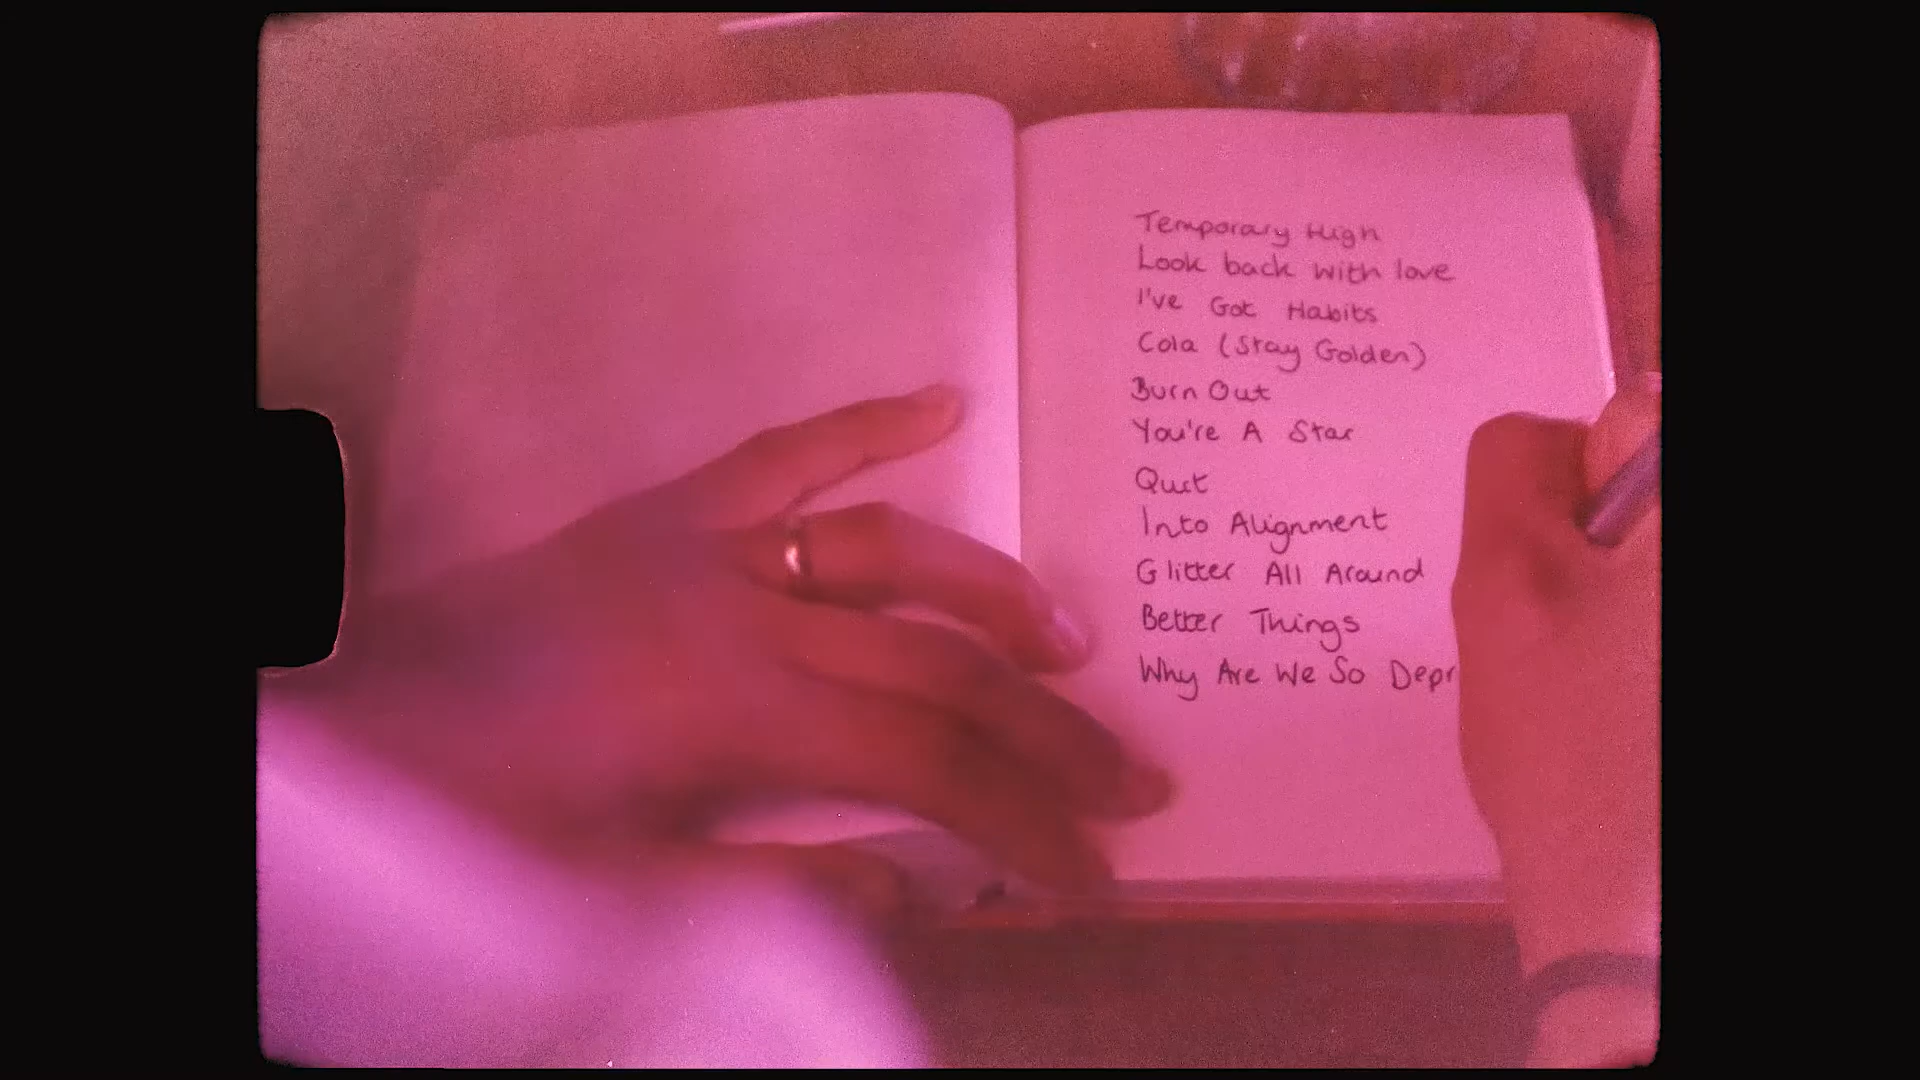 Temporary High
Look back with love
I've Got Habits
Cola (Stay Golden)
Burn Out
You're A Star
Quit
Into Alignment
Glitter All Around
Better Things
Why Are We So Depr